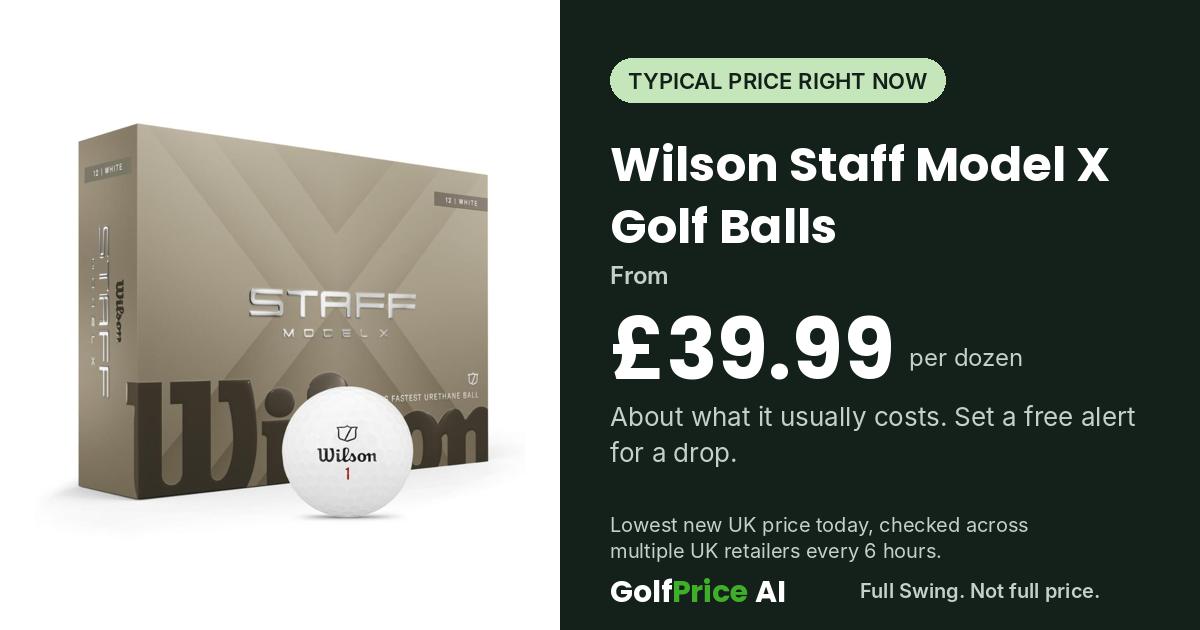 12 | WHITE
12 | WHITE
STAFF
MODEL X
Wilson
STAFF
MODEL X
FASTEST URETHANE BALL
Wilson
Wilson
1
TYPICAL PRICE RIGHT NOW
Wilson Staff Model X
Golf Balls
From
£39.99 per dozen
About what it usually costs. Set a free alert
for a drop.
Lowest new UK price today, checked across
multiple UK retailers every 6 hours.
GolfPrice AI
Full Swing. Not full price.